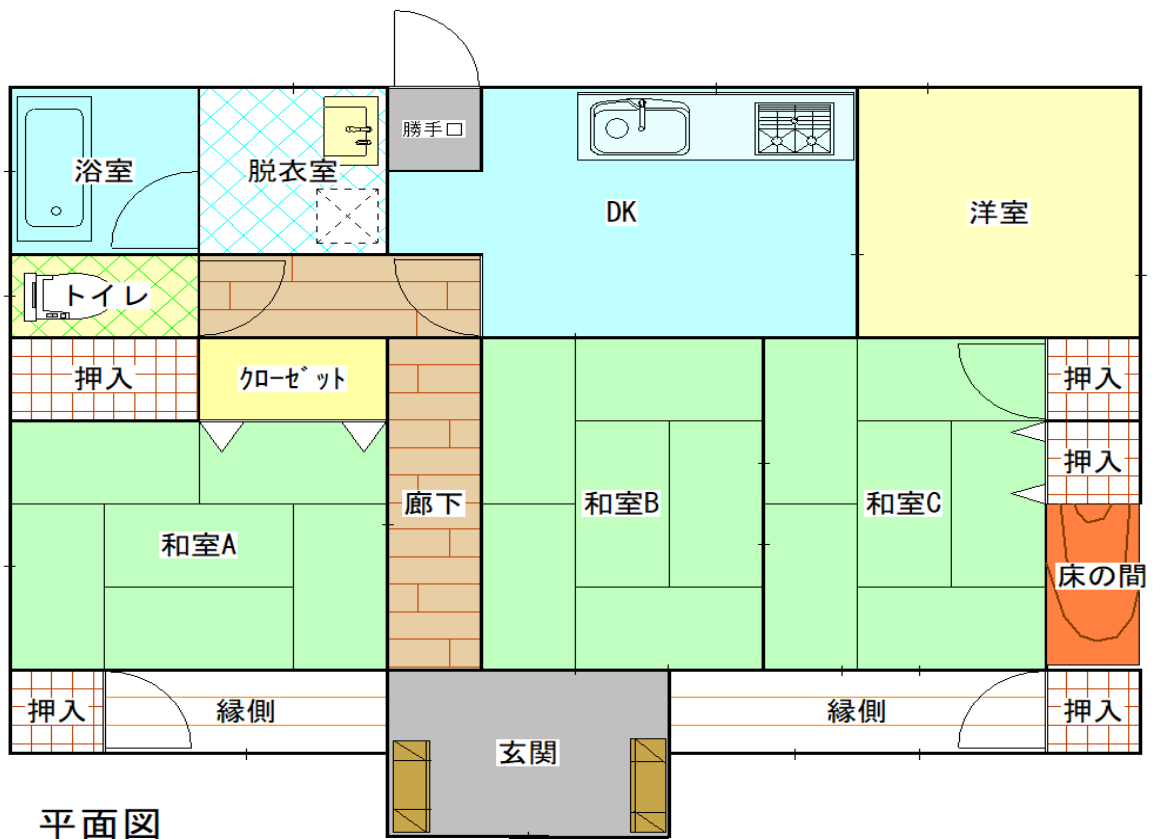 勝手口
浴室
脱衣室
DK
洋室
トイレ
押入
ｸﾛｰｾﾞｯﾄ
押入
押入
和室A
廊下
和室B
和室C
床の間
押入
縁側
玄関
縁側
押入
平面図